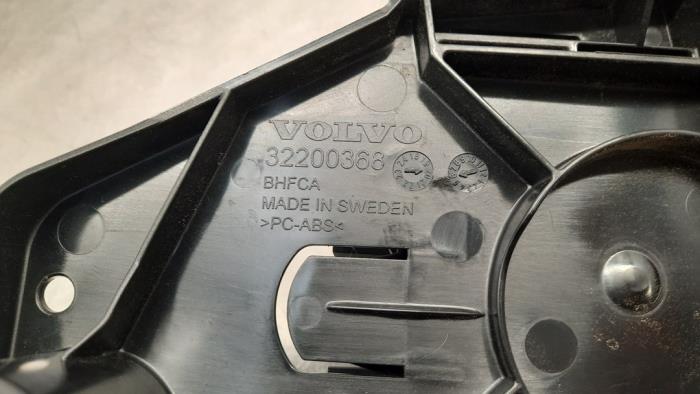 VOLVO
32200368
BHFCA
MADE IN SWEDEN
>PC-ABS<